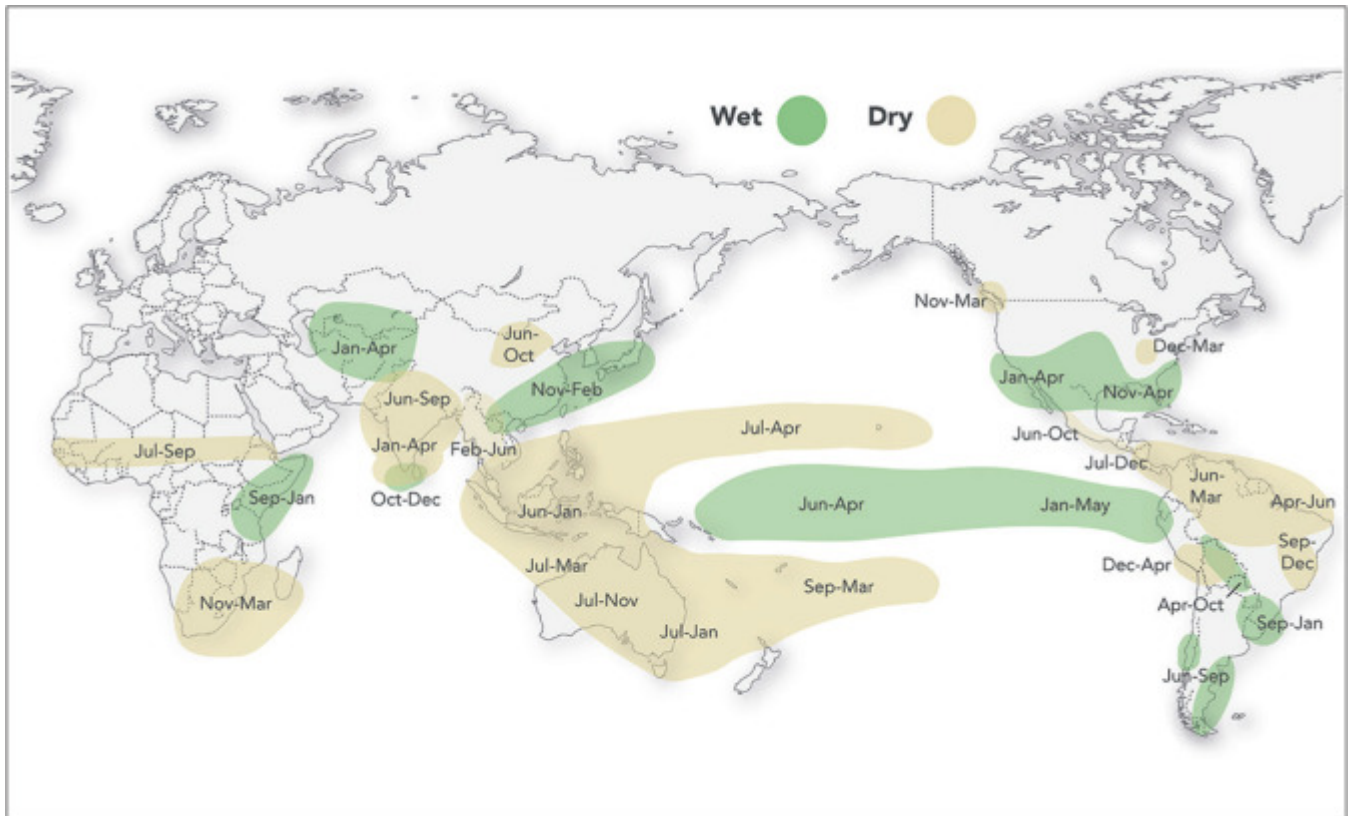 Wet
Dry
Nov-Mar
Jun-
Oct
Dec-Mar
Jan-Apr
Jan-Apr
Nov-Feb
Nov-Apr
Jun-Sep
Jul-Apr
Jun-Oct
Jan-Apr
Feb-Jun
Jul-Sep
Jul-Dec
Jun-
Mar
Oct-Dec
Sep-Jan
Apr-Jun
Jun-Jan
Jun-Apr
Jan-May
Sep-
Dec
Jul-Mar
Dec-Apr
Sep-Mar
Nov-Mar
Jul-Nov
Apr-Oct
Sep-Jan
Jul-Jan
Jun-Sep